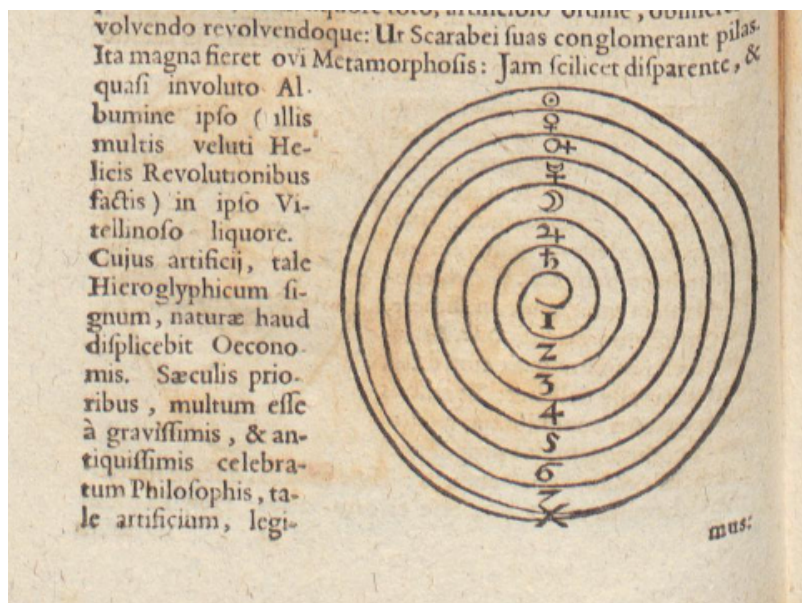 volvendo revolvendoque: Ut Scarabei suas conglomerant pilas.
Ita magna fieret ovi Metamorphosis: Jam scilicet disparente, &
quasi involuto Al-
bumine ipso ( illis
multis veluti He-
licis Revolutionibus
factis ) in ipso Vi-
tellinoso liquore.
Cujus artificij, tale
Hieroglyphicum si-
gnum, naturæ haud
displicebit Oecono-
mis. Sæculis prio-
ribus, multum esse
à gravissimis, & an-
tiquissimis celebra-
tum Philosophis, ta-
le artificium, legi-
mus:
☉
♀
♂
☿
☽
♃
♄
1
2
3
4
5
6
7